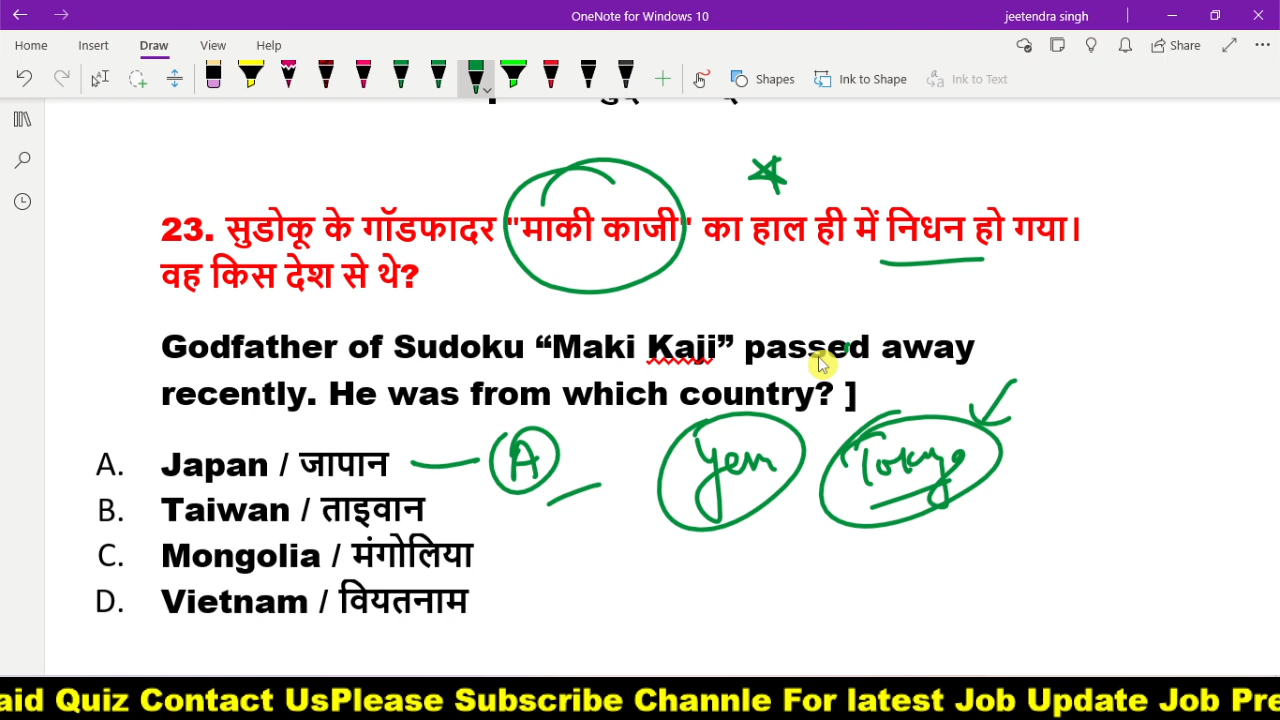 OneNote for Windows 10
jeetendra singh
Home Insert Draw View Help
Share
Shapes Ink to Shape Ink to Text
23. सुडोकू के गॉडफादर "माकी काजी" का हाल ही में निधन हो गया।
वह किस देश से थे?
Godfather of Sudoku “Maki Kaji” passed away
recently. He was from which country? ]
A. Japan / जापान A Yen Tokyo
B. Taiwan / ताइवान
C. Mongolia / मंगोलिया
D. Vietnam / वियतनाम
aid Quiz Contact UsPlease Subscribe Channle For latest Job Update Job Pre